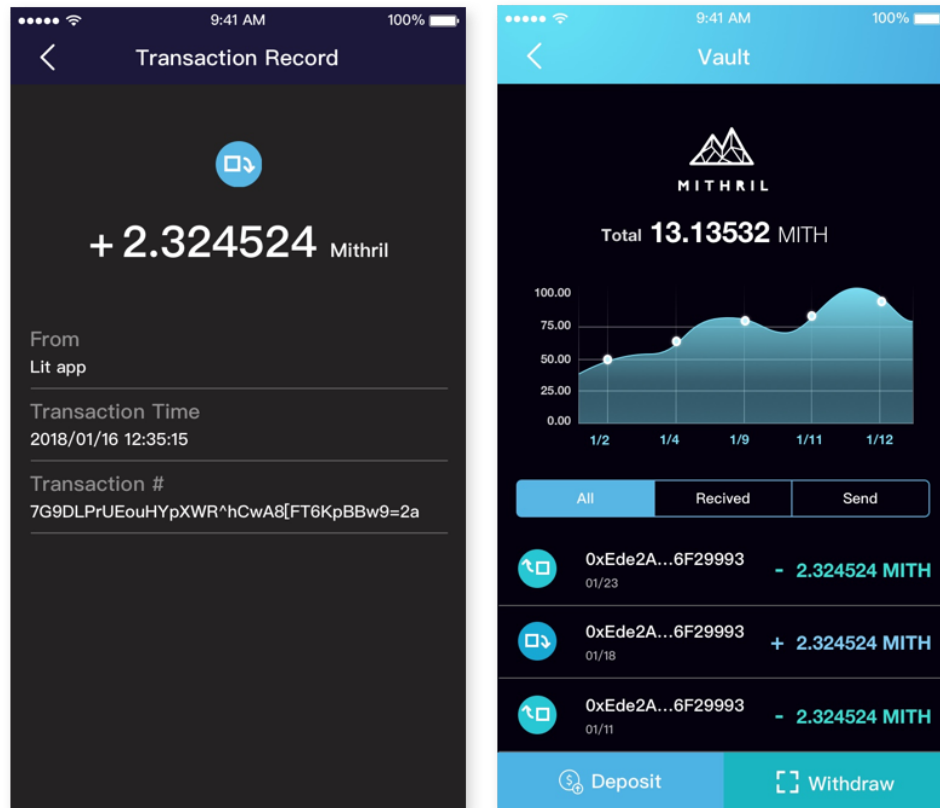 9:41 AM 100%
Transaction Record
+ 2.324524 Mithril
From
Lit app
Transaction Time
2018/01/16 12:35:15
Transaction #
7G9DLPrUEouHYpXWR^hCwA8[FT6KpBBw9=2a
9:41 AM 100%
Vault
MITHRIL
Total 13.13532 MITH
100.00
75.00
50.00
25.00
0.00
1/2 1/4 1/9 1/11 1/12
All Recived Send
0xEde2A...6F29993 - 2.324524 MITH
01/23
0xEde2A...6F29993 + 2.324524 MITH
01/18
0xEde2A...6F29993 - 2.324524 MITH
01/11
Deposit Withdraw